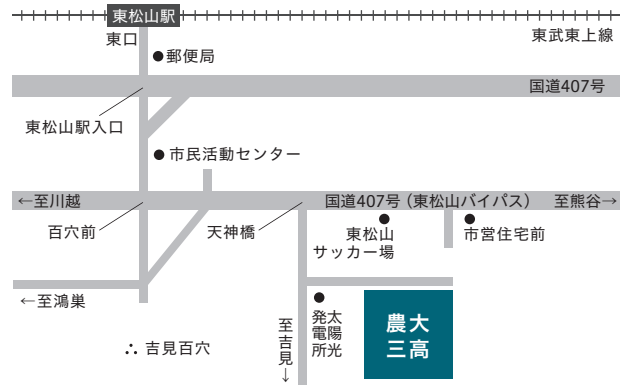 東松山駅
東武東上線
東口
郵便局
国道407号
東松山駅入口
市民活動センター
←至川越
国道407号（東松山バイパス）
至熊谷→
百穴前
天神橋
東松山
サッカー場
市営住宅前
←至鴻巣
太陽光
発電所
農大
三高
至吉見↓
∴ 吉見百穴